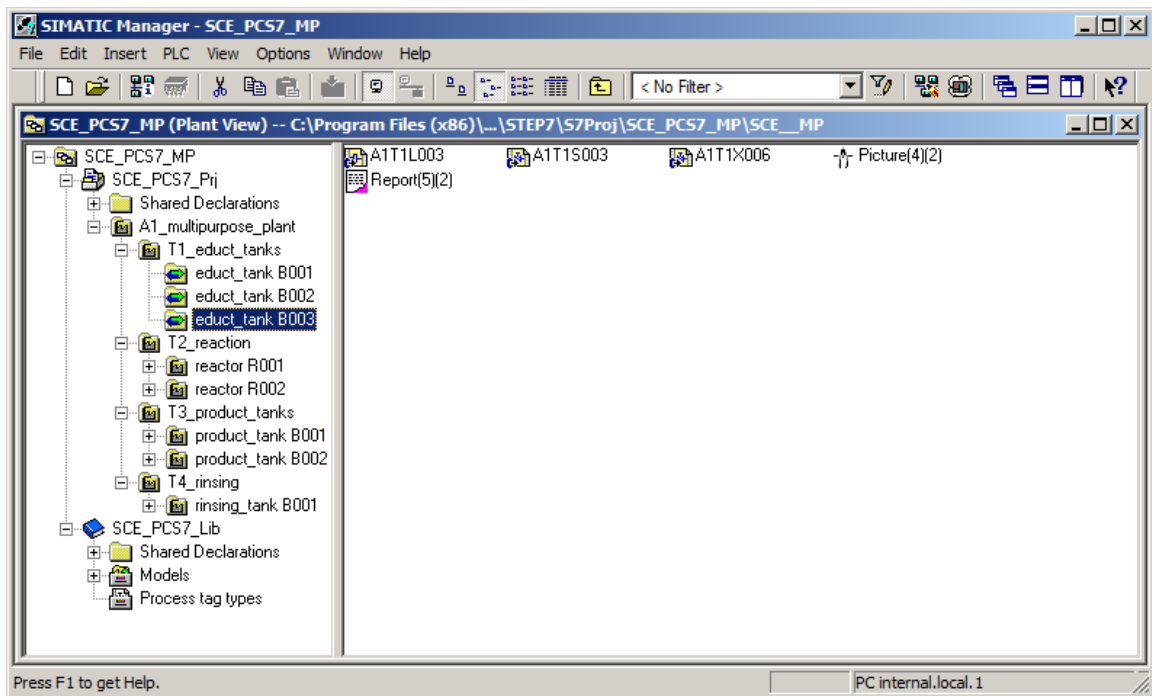 SIMATIC Manager - SCE_PCS7_MP
File Edit Insert PLC View Options Window Help
< No Filter >
SCE_PCS7_MP (Plant View) -- C:\Program Files (x86)\...\STEP7\S7Proj\SCE_PCS7_MP\SCE__MP
SCE_PCS7_MP
SCE_PCS7_Prj
Shared Declarations
A1_multipurpose_plant
T1_educt_tanks
educt_tank B001
educt_tank B002
educt_tank B003
T2_reaction
reactor R001
reactor R002
T3_product_tanks
product_tank B001
product_tank B002
T4_rinsing
rinsing_tank B001
SCE_PCS7_Lib
Shared Declarations
Models
Process tag types
A1T1L003 A1T1S003 A1T1X006 Picture(4)(2)
Report(5)(2)
Press F1 to get Help. PC internal.local.1